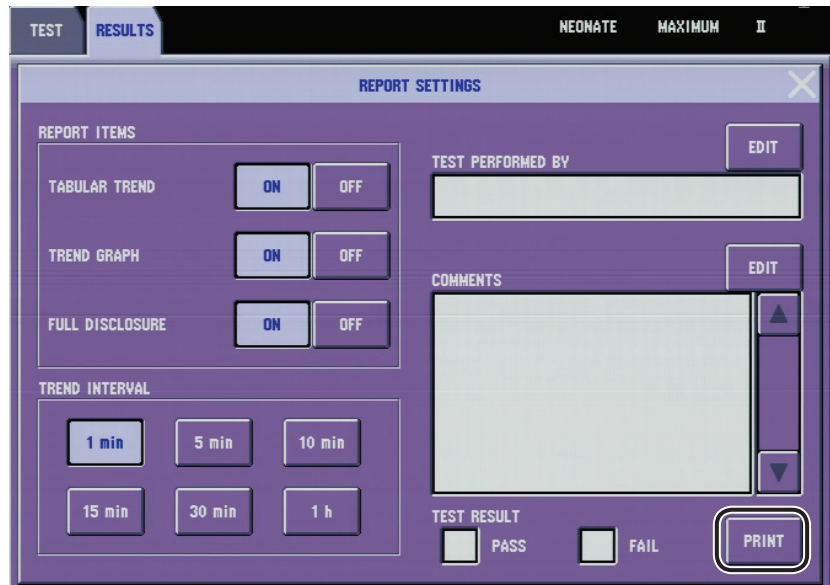 TEST RESULTS NEONATE MAXIMUM II
REPORT SETTINGS
REPORT ITEMS
TABULAR TREND ON OFF
TREND GRAPH ON OFF
FULL DISCLOSURE ON OFF
TREND INTERVAL
1 min 5 min 10 min
15 min 30 min 1 h
EDIT
TEST PERFORMED BY
EDIT
COMMENTS
TEST RESULT
PASS FAIL PRINT